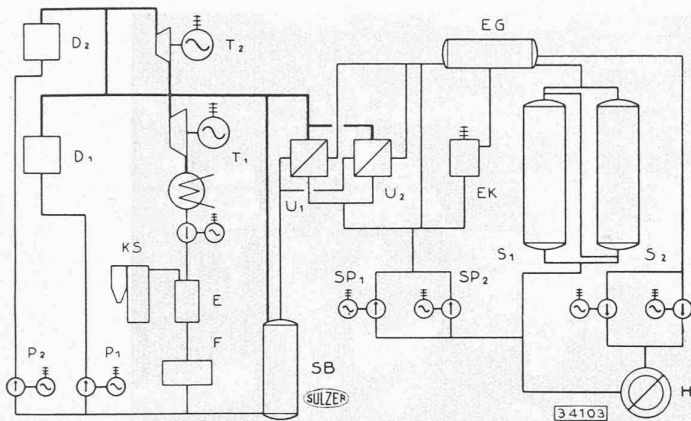 D2
T2
EG
D1
T1
U1
U2
EK
KS
S1
S2
SP1
SP2
E
F
P2
P1
SB
SULZER
H
34103